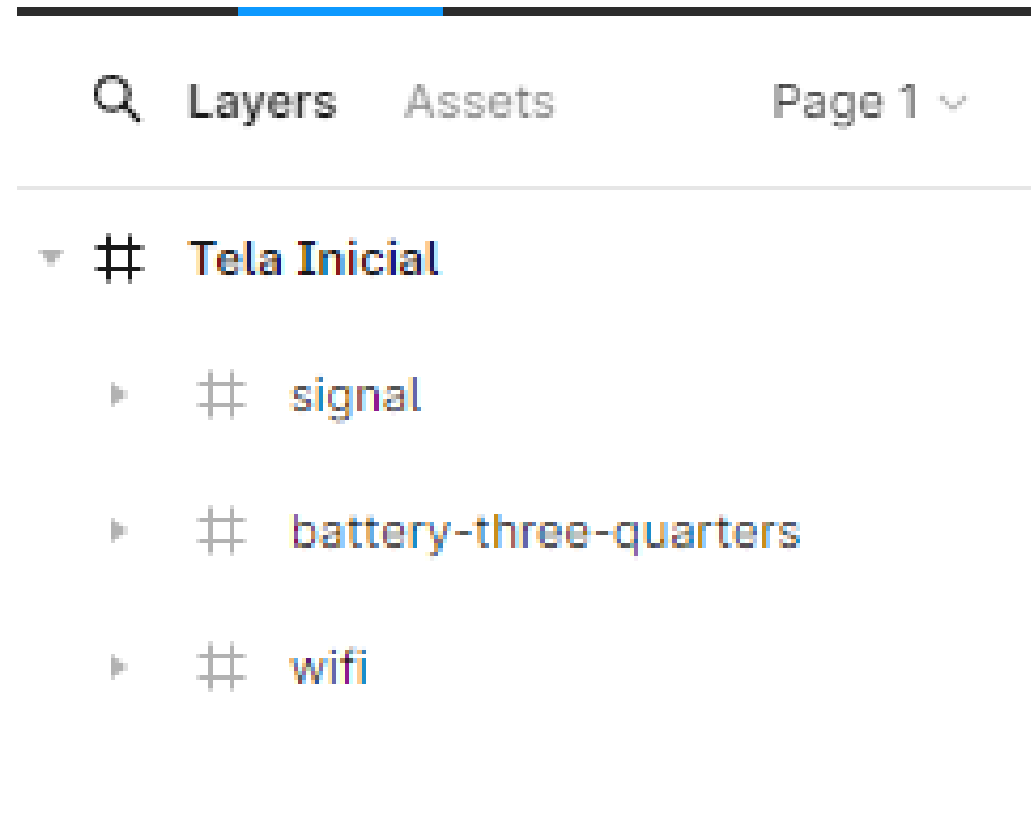 Layers Assets Page 1
Tela Inicial
signal
battery-three-quarters
wifi